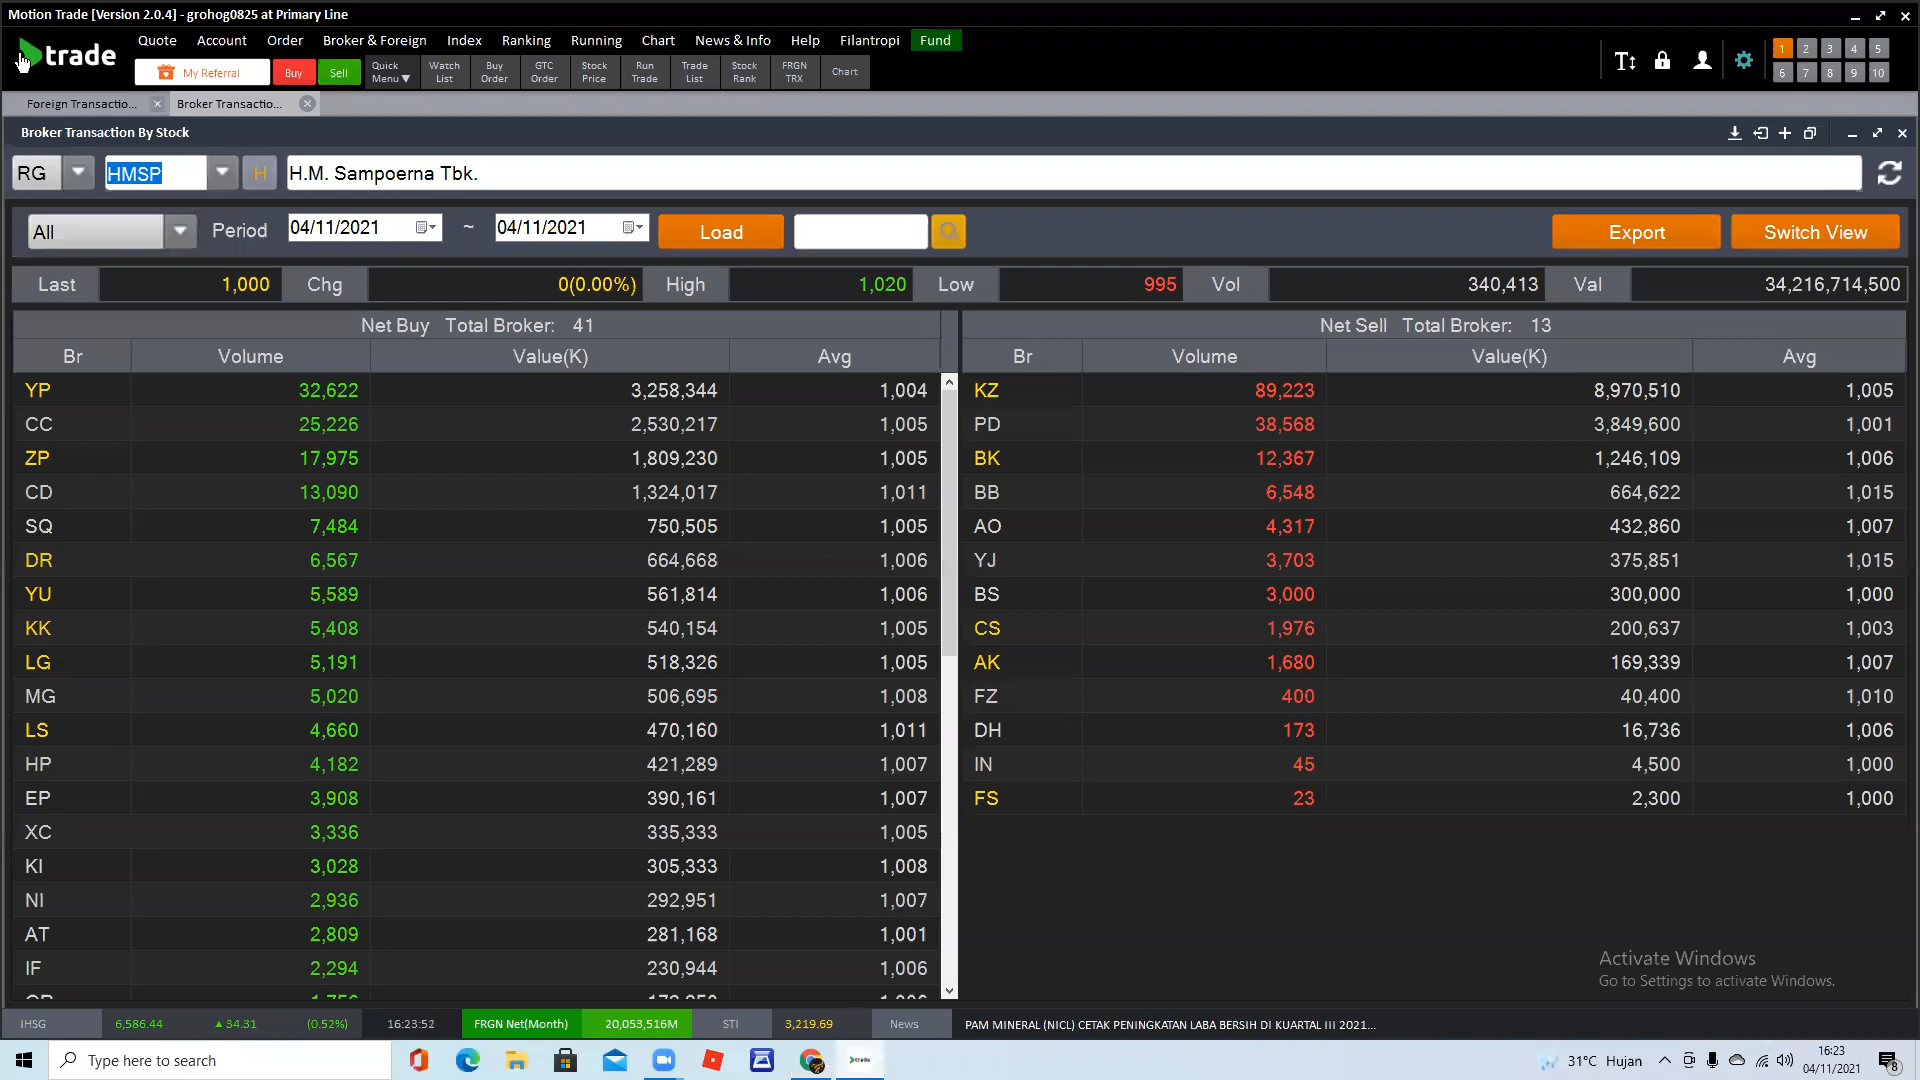 Motion Trade [Version 2.0.4] - grohog0825 at Primary Line
trade
Quote Account Order Broker & Foreign Index Ranking Running Chart News & Info Help Filantropi Fund
My Referral Buy Sell Quick Menu▼ Watch List Buy Order GTC Order Stock Price Run Trade Trade List Stock Rank FRGN TRX Chart
1 2 3 4 5
6 7 8 9 10
Foreign Transactio... Broker Transactio...
Broker Transaction By Stock
RG HMSP H H.M. Sampoerna Tbk.
All Period 04/11/2021 ~ 04/11/2021 Load Export Switch View
Last 1,000 Chg 0(0.00%) High 1,020 Low 995 Vol 340,413 Val 34,216,714,500
Net Buy Total Broker: 41 Net Sell Total Broker: 13
Br Volume Value(K) Avg Br Volume Value(K) Avg
YP 32,622 3,258,344 1,004 KZ 89,223 8,970,510 1,005
CC 25,226 2,530,217 1,005 PD 38,568 3,849,600 1,001
ZP 17,975 1,809,230 1,005 BK 12,367 1,246,109 1,006
CD 13,090 1,324,017 1,011 BB 6,548 664,622 1,015
SQ 7,484 750,505 1,005 AO 4,317 432,860 1,007
DR 6,567 664,668 1,006 YJ 3,703 375,851 1,015
YU 5,589 561,814 1,006 BS 3,000 300,000 1,000
KK 5,408 540,154 1,005 CS 1,976 200,637 1,003
LG 5,191 518,326 1,005 AK 1,680 169,339 1,007
MG 5,020 506,695 1,008 FZ 400 40,400 1,010
LS 4,660 470,160 1,011 DH 173 16,736 1,006
HP 4,182 421,289 1,007 IN 45 4,500 1,000
EP 3,908 390,161 1,007 FS 23 2,300 1,000
XC 3,336 335,333 1,005
KI 3,028 305,333 1,008
NI 2,936 292,951 1,007
AT 2,809 281,168 1,001
IF 2,294 230,944 1,006
Activate Windows
Go to Settings to activate Windows.
IHSG 6,586.44 ▲ 34.31 (0.52%) 16:23:52 FRGN Net(Month) 20,053,516M STI 3,219.69 News PAM MINERAL (NICL) CETAK PENINGKATAN LABA BERSIH DI KUARTAL III 2021...
Type here to search trade 31°C Hujan 16:23
04/11/2021 8